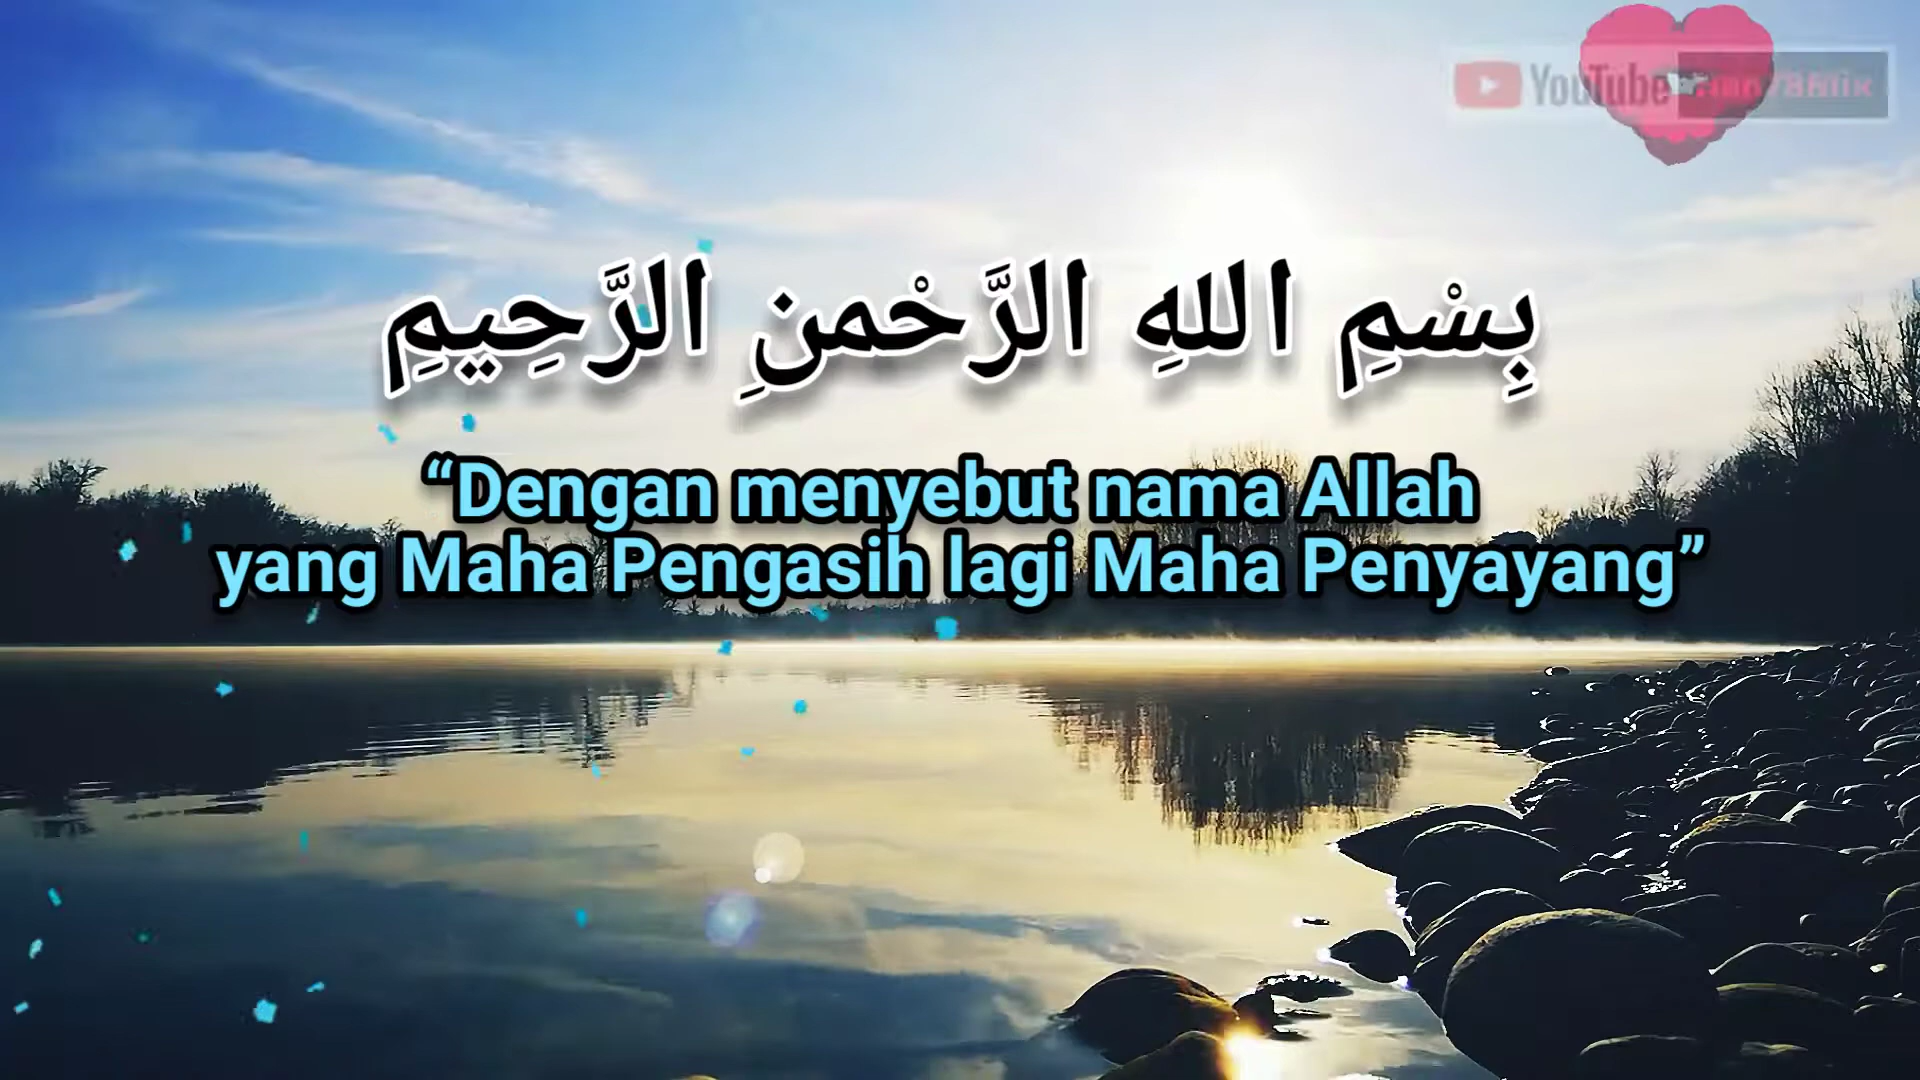 YouTube
بِسْمِ اللهِ الرَّحْمنِ الرَّحِيمِ
“Dengan menyebut nama Allah
yang Maha Pengasih lagi Maha Penyayang”